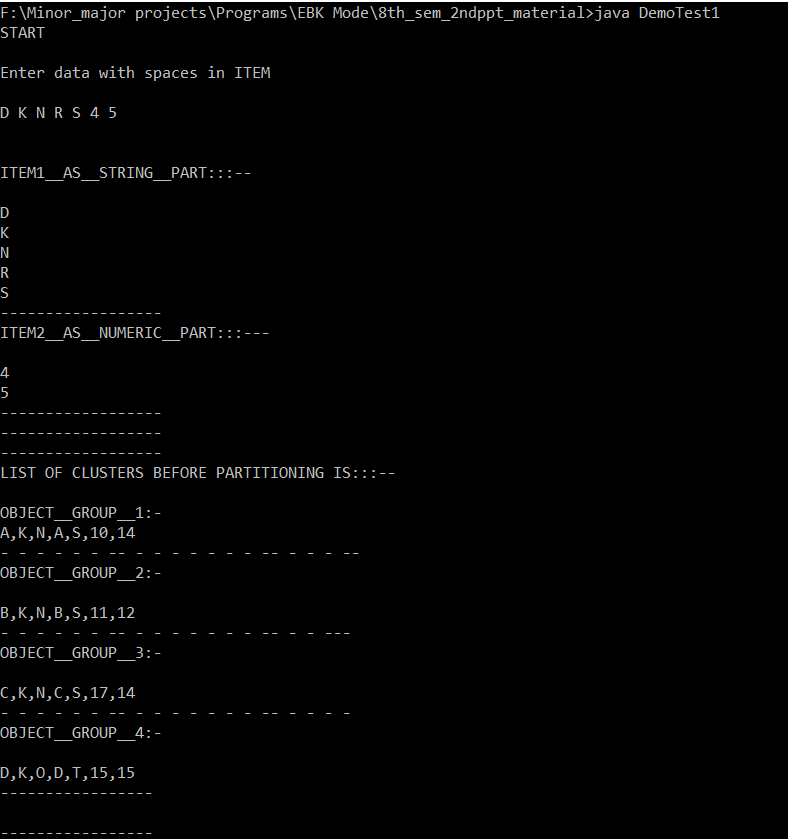 F:\Minor_major projects\Programs\EBK Mode\8th_sem_2ndppt_material>java DemoTest1
START
Enter data with spaces in ITEM
D K N R S 4 5
ITEM1__AS__STRING__PART:::--
D
K
N
R
S
------------------
ITEM2__AS__NUMERIC__PART:::---
4
5
------------------
------------------
------------------
LIST OF CLUSTERS BEFORE PARTITIONING IS:::--
OBJECT__GROUP__1:-
A,K,N,A,S,10,14
- - - - - - -- - - - - - - - - -- - - - --
OBJECT__GROUP__2:-
B,K,N,B,S,11,12
- - - - - - -- - - - - - - - - -- - - ---
OBJECT__GROUP__3:-
C,K,N,C,S,17,14
- - - - - - -- - - - - - - - - -- - - - -
OBJECT__GROUP__4:-
D,K,O,D,T,15,15
-----------------
-----------------